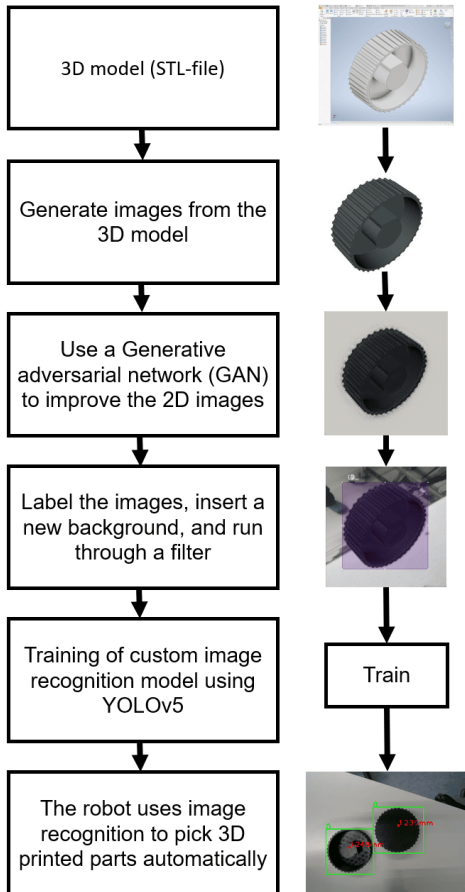 3D model (STL-file)
Generate images from the
3D model
Use a Generative
adversarial network (GAN)
to improve the 2D images
Label the images, insert a
new background, and run
through a filter
Training of custom image
recognition model using
YOLOv5
Train
The robot uses image
recognition to pick 3D
printed parts automatically